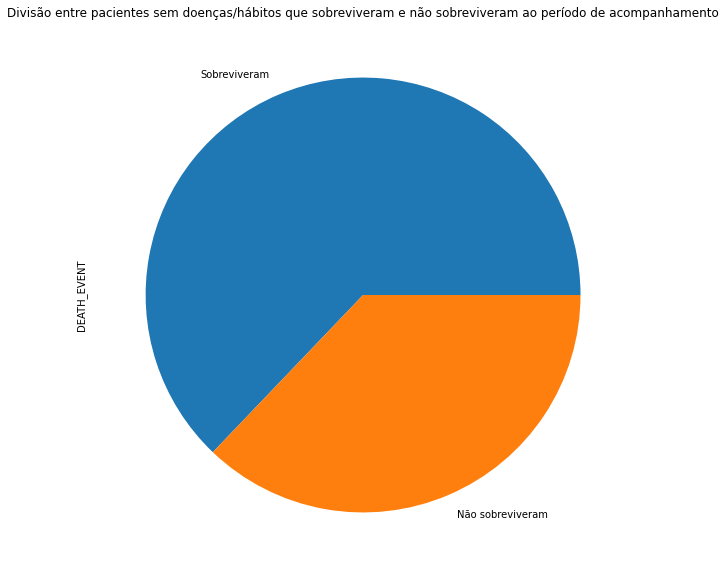 Divisão entre pacientes sem doenças/hábitos que sobreviveram e não sobreviveram ao período de acompanhamento
Sobreviveram
DEATH_EVENT
Não sobreviveram